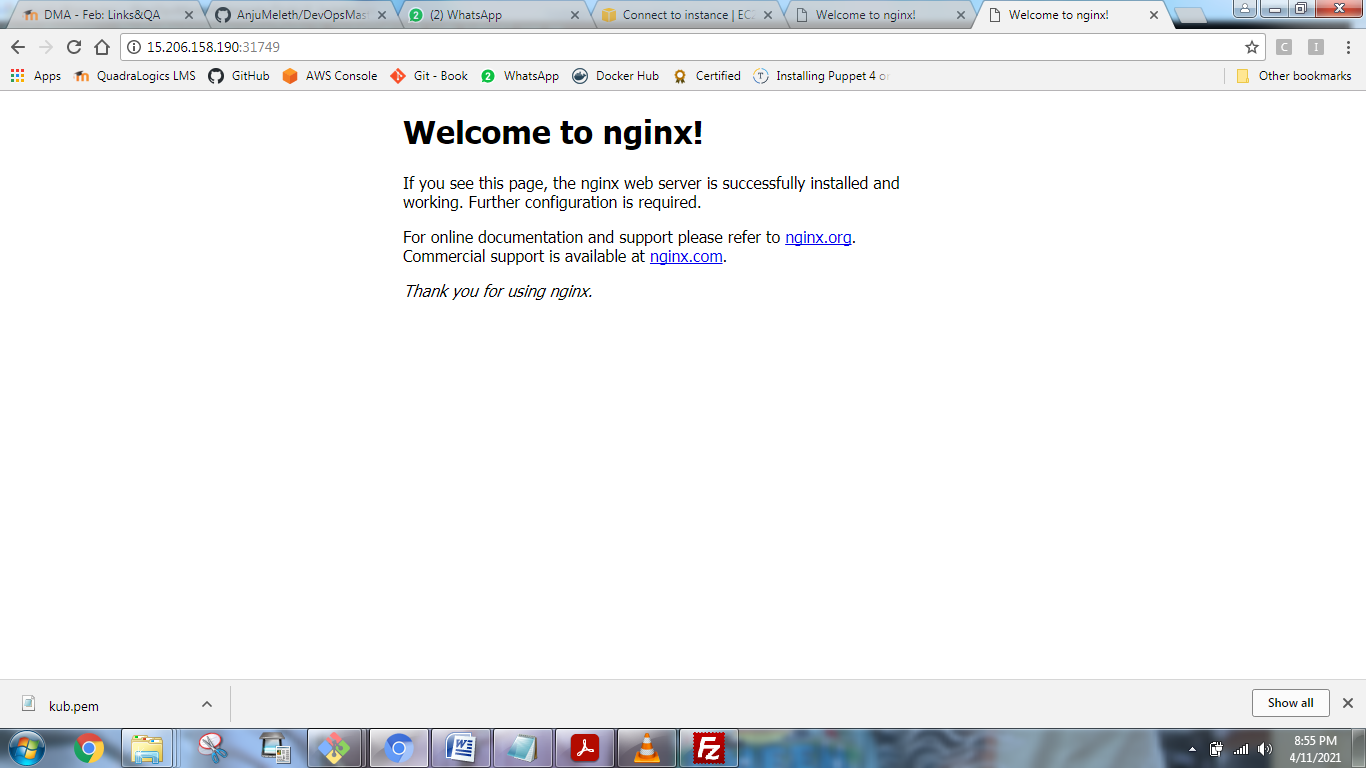 DMA - Feb: Links&QA
AnjuMeleth/DevOpsMast
(2) WhatsApp
Connect to instance | EC2
Welcome to nginx!
Welcome to nginx!
15.206.158.190:31749
Apps
QuadraLogics LMS
GitHub
AWS Console
Git - Book
2
WhatsApp
Docker Hub
Certified
Installing Puppet 4 o
Other bookmarks
Welcome to nginx!
If you see this page, the nginx web server is successfully installed and
working. Further configuration is required.
For online documentation and support please refer to nginx.org.
Commercial support is available at nginx.com.
Thank you for using nginx.
kub.pem
Show all
8:55 PM
4/11/2021